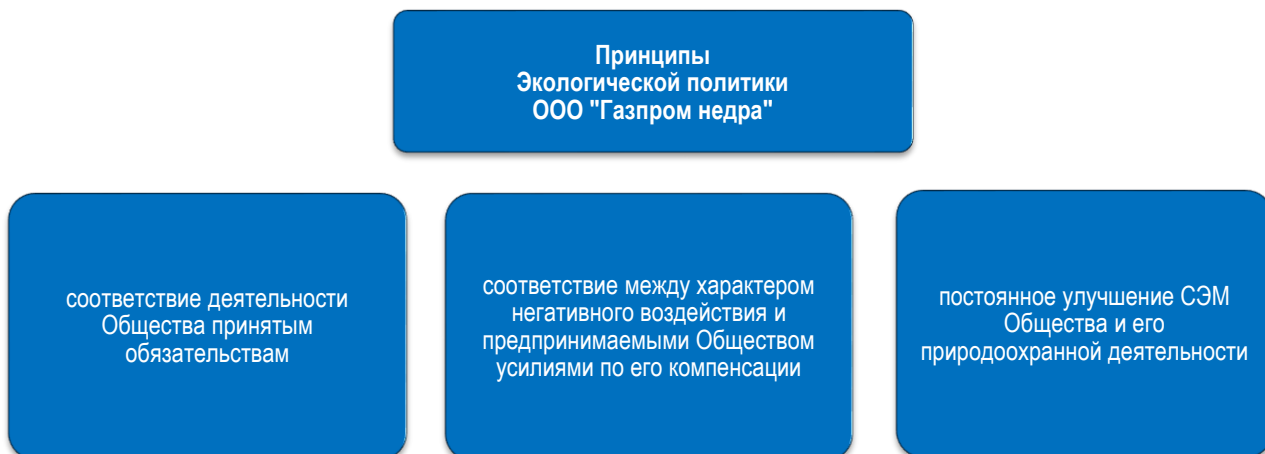 Принципы
Экологической политики
ООО "Газпром недра"
соответствие деятельности
Общества принятым
обязательствам
соответствие между характером
негативного воздействия и
предпринимаемыми Обществом
усилиями по его компенсации
постоянное улучшение СЭМ
Общества и его
природоохранной деятельности